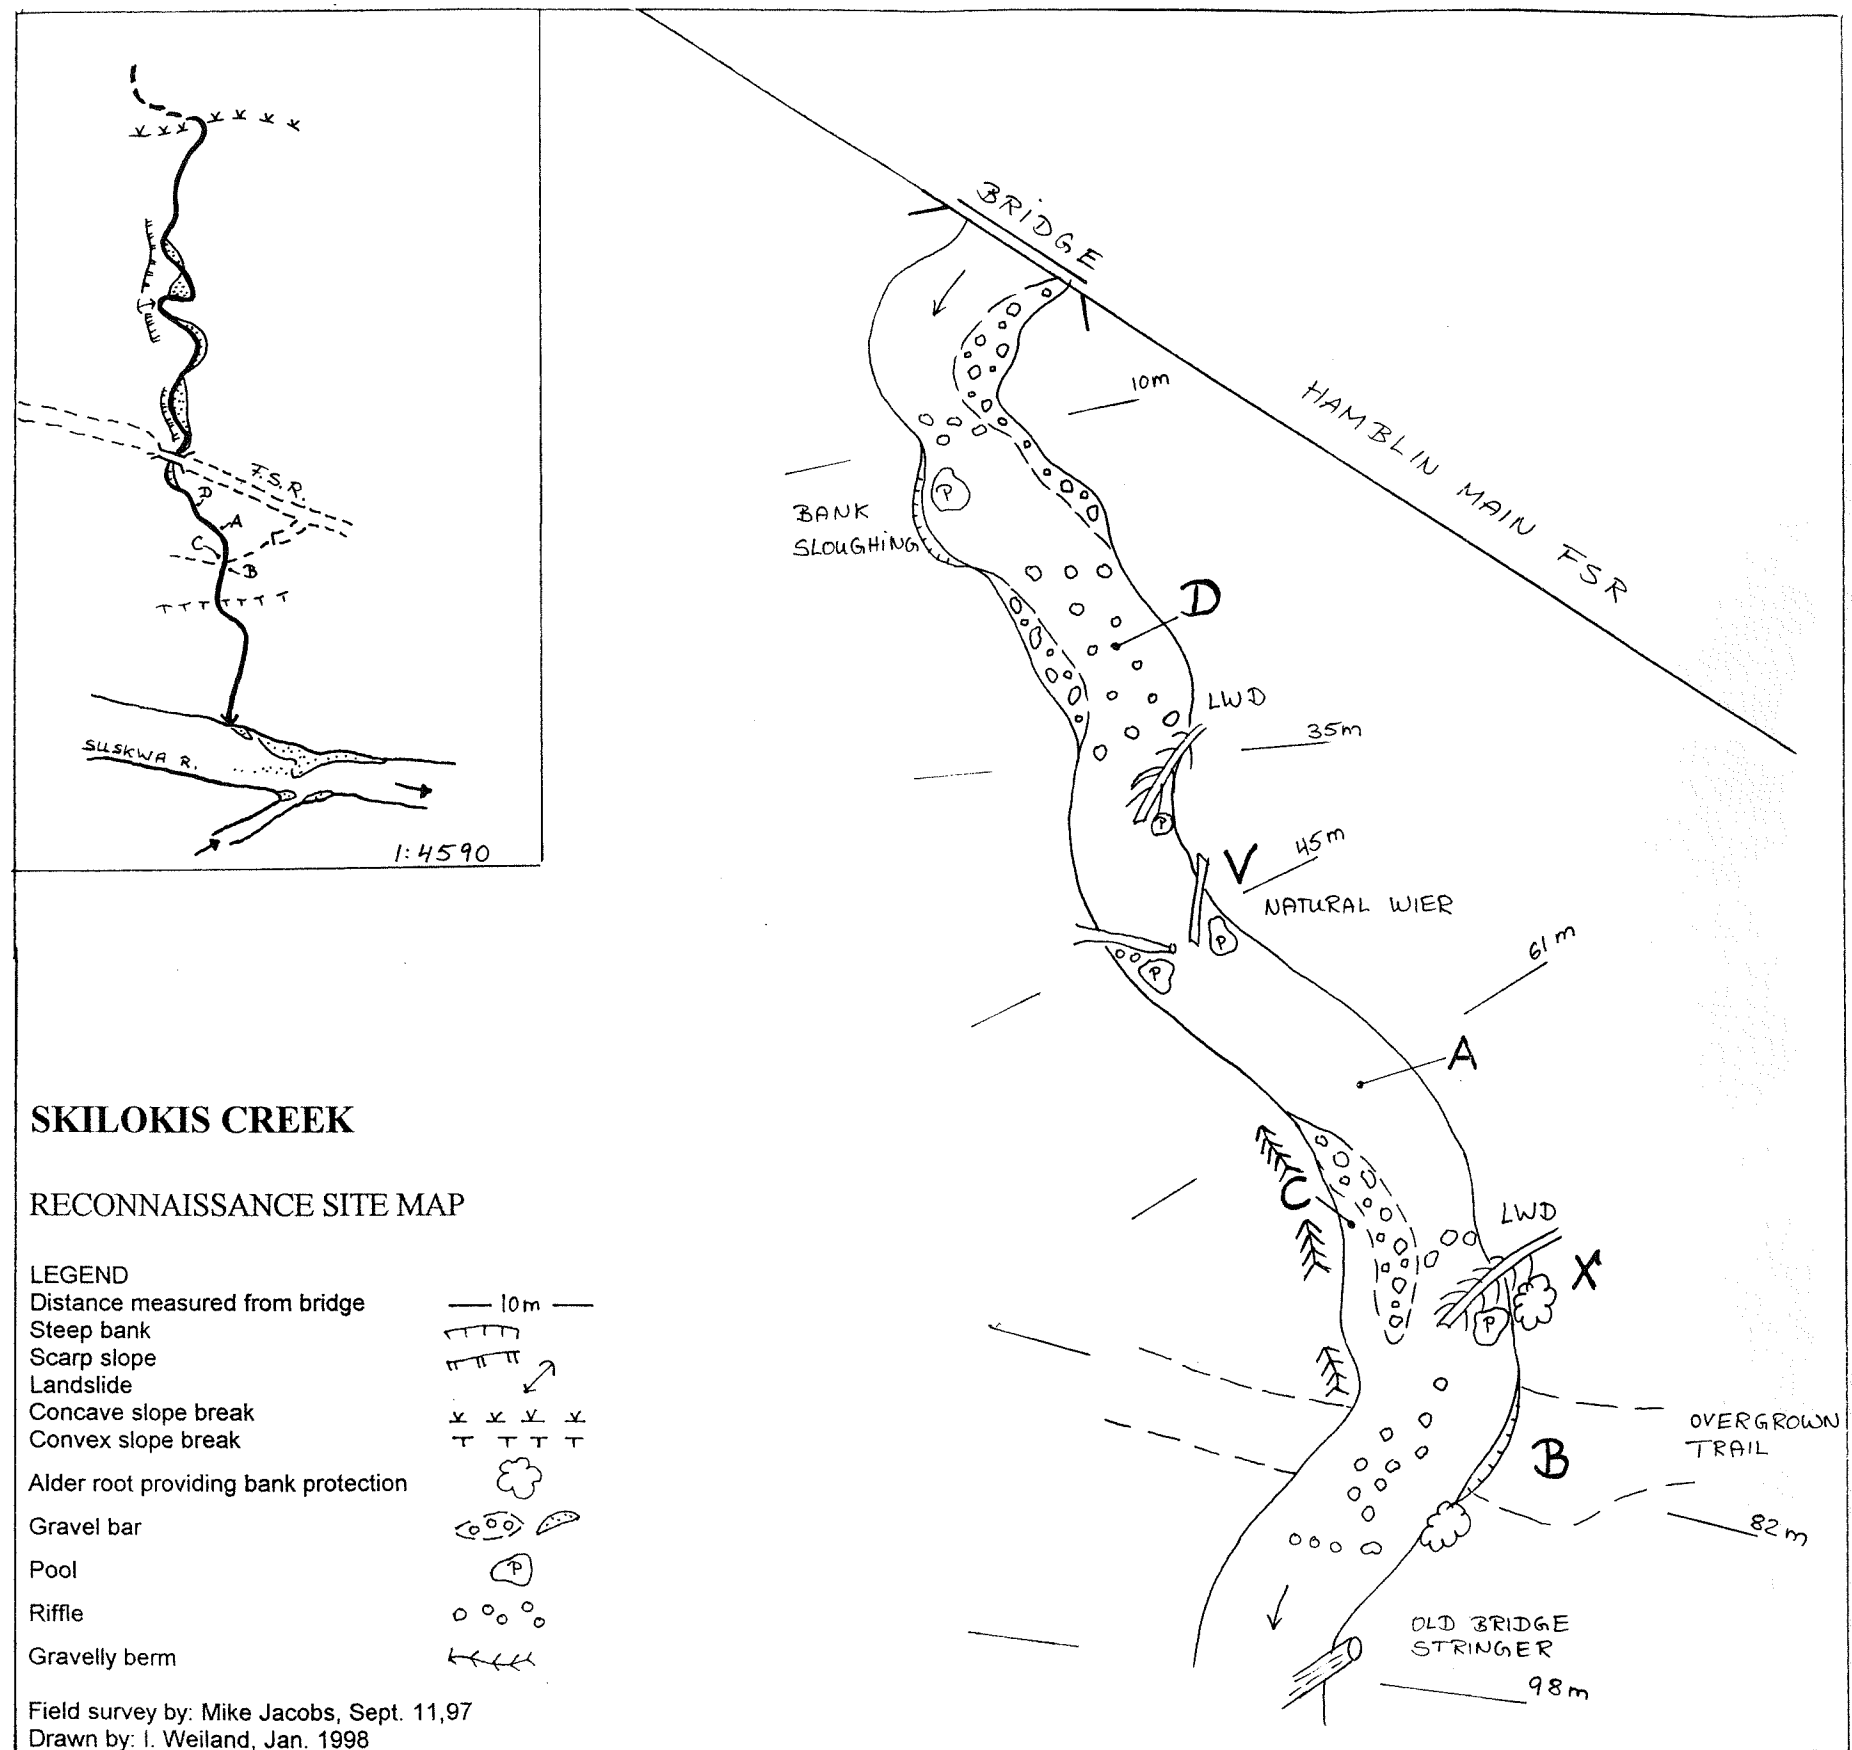 F.S.R.
D
A
C
B
SUSKWA R.
1:4590
BRIDGE
HAMBLIN MAIN FSR
10m
BANK
SLOUGHING
P
D
LWD
35m
P
V
45m
NATURAL WIER
P
P
61m
A
C
LWD
X
P
OVERGROWN
TRAIL
B
82m
OLD BRIDGE
STRINGER
98m
SKILOKIS CREEK
RECONNAISSANCE SITE MAP
LEGEND
Distance measured from bridge 10m
Steep bank
Scarp slope
Landslide
Concave slope break
Convex slope break
Alder root providing bank protection
Gravel bar
Pool P
Riffle
Gravelly berm
Field survey by: Mike Jacobs, Sept. 11,97
Drawn by: I. Weiland, Jan. 1998